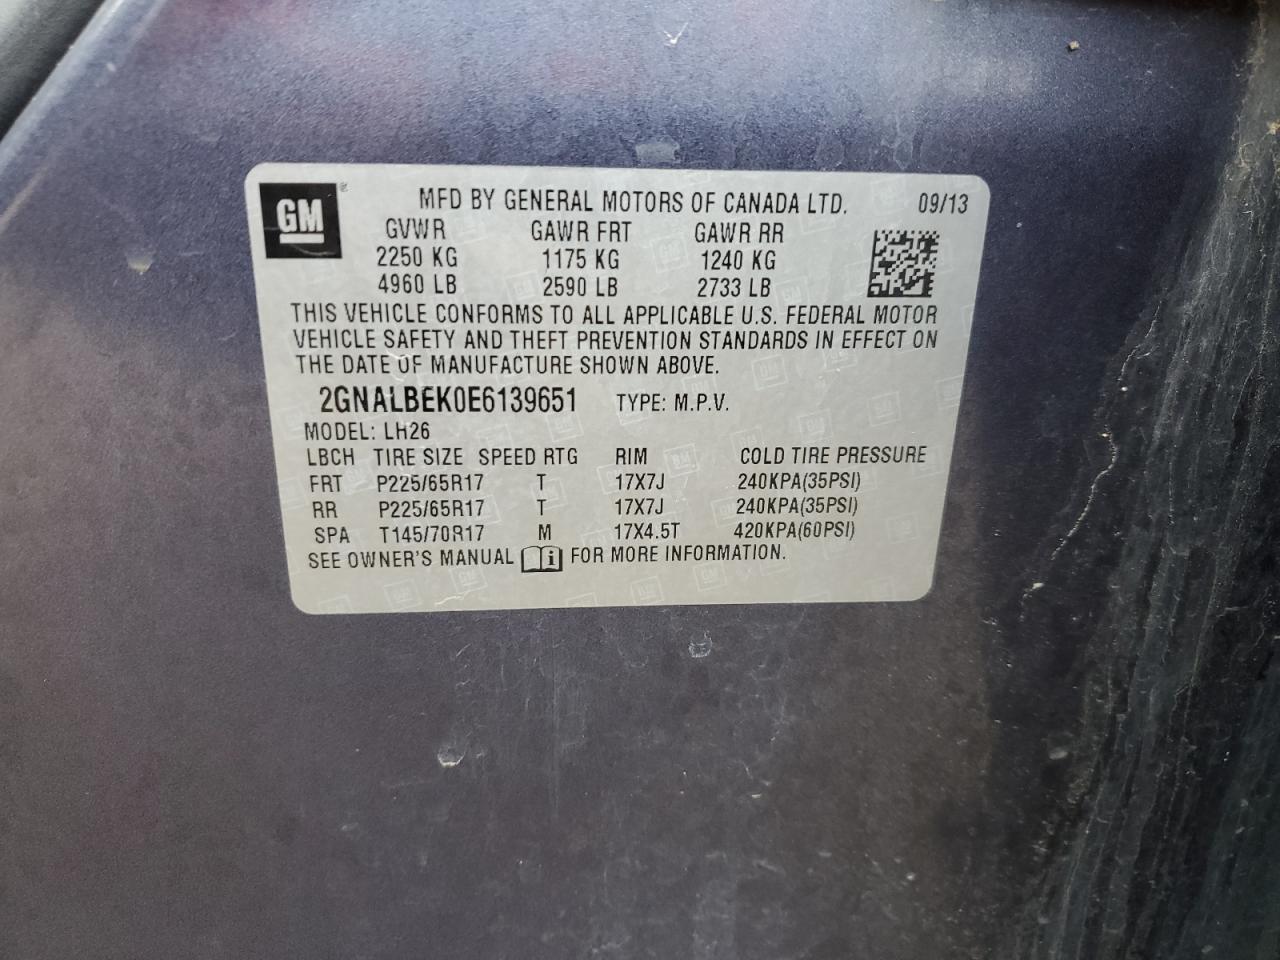 GM
MFD BY GENERAL MOTORS OF CANADA LTD. 09/13
GVWR GAWR FRT GAWR RR
2250 KG 1175 KG 1240 KG
4960 LB 2590 LB 2733 LB
THIS VEHICLE CONFORMS TO ALL APPLICABLE U.S. FEDERAL MOTOR
VEHICLE SAFETY AND THEFT PREVENTION STANDARDS IN EFFECT ON
THE DATE OF MANUFACTURE SHOWN ABOVE.
2GNALBEK0E6139651 TYPE: M.P.V.
MODEL: LH26
LBCH TIRE SIZE SPEED RTG RIM COLD TIRE PRESSURE
FRT P225/65R17 T 17X7J 240KPA(35PSI)
RR P225/65R17 T 17X7J 240KPA(35PSI)
SPA T145/70R17 M 17X4.5T 420KPA(60PSI)
SEE OWNER'S MANUAL i FOR MORE INFORMATION.